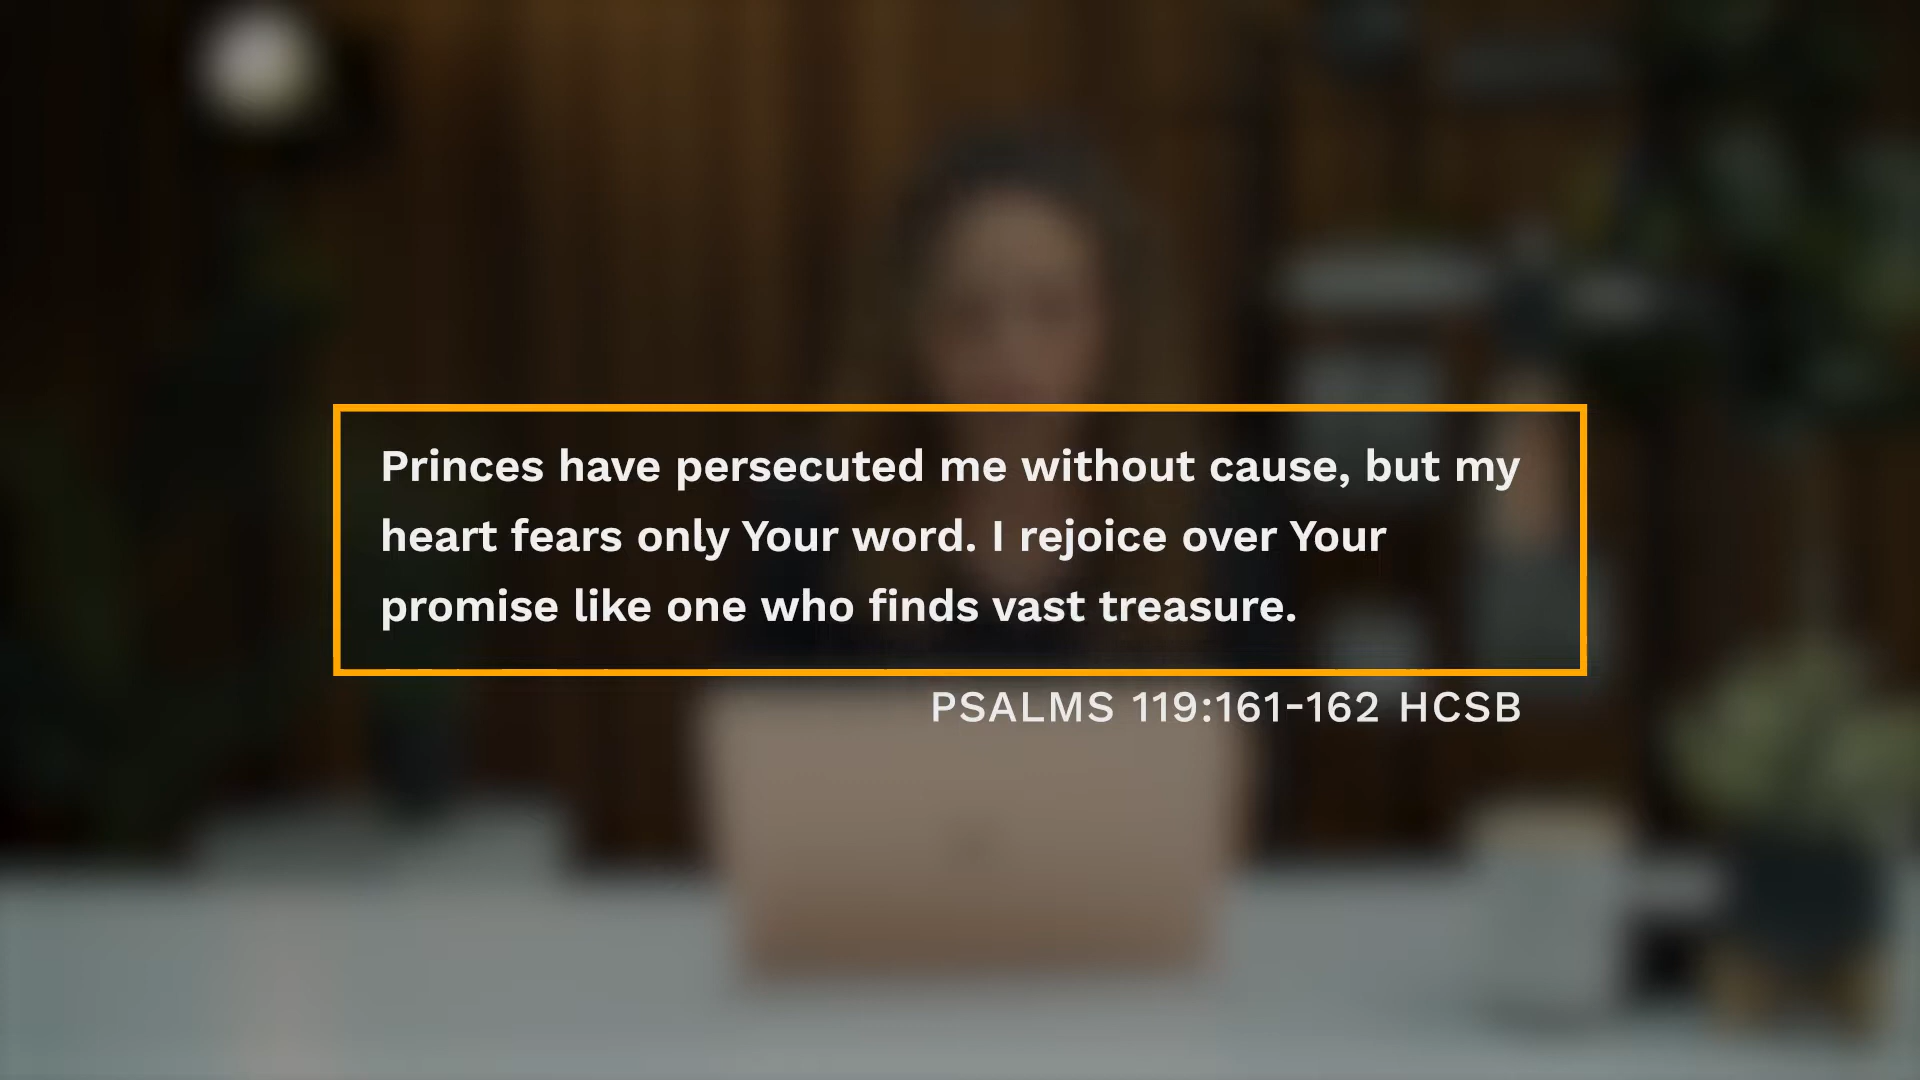 Princes have persecuted me without cause, but my
heart fears only Your word. I rejoice over Your
promise like one who finds vast treasure.
PSALMS 119:161-162 HCSB